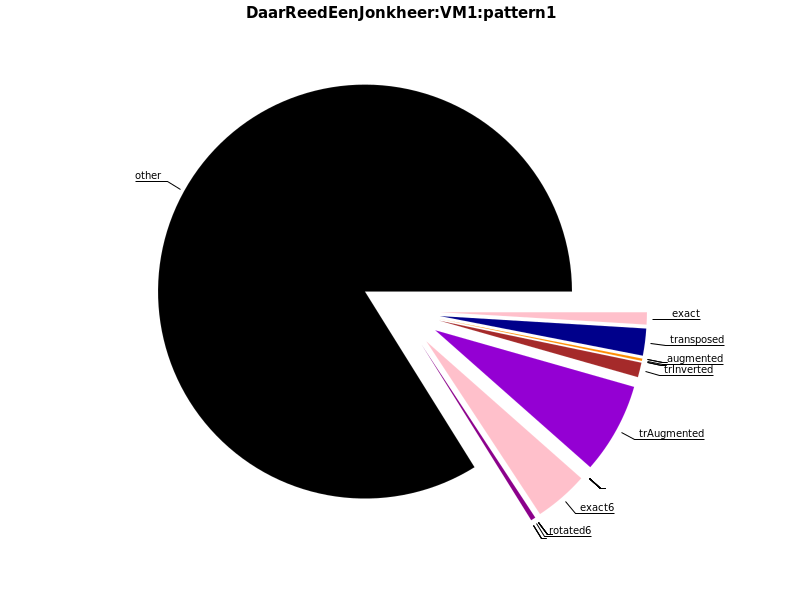 DaarReedEenJonkheer:VM1:pattern1
other
exact
transposed
augmented
trInverted
trAugmented
exact6
rotated6